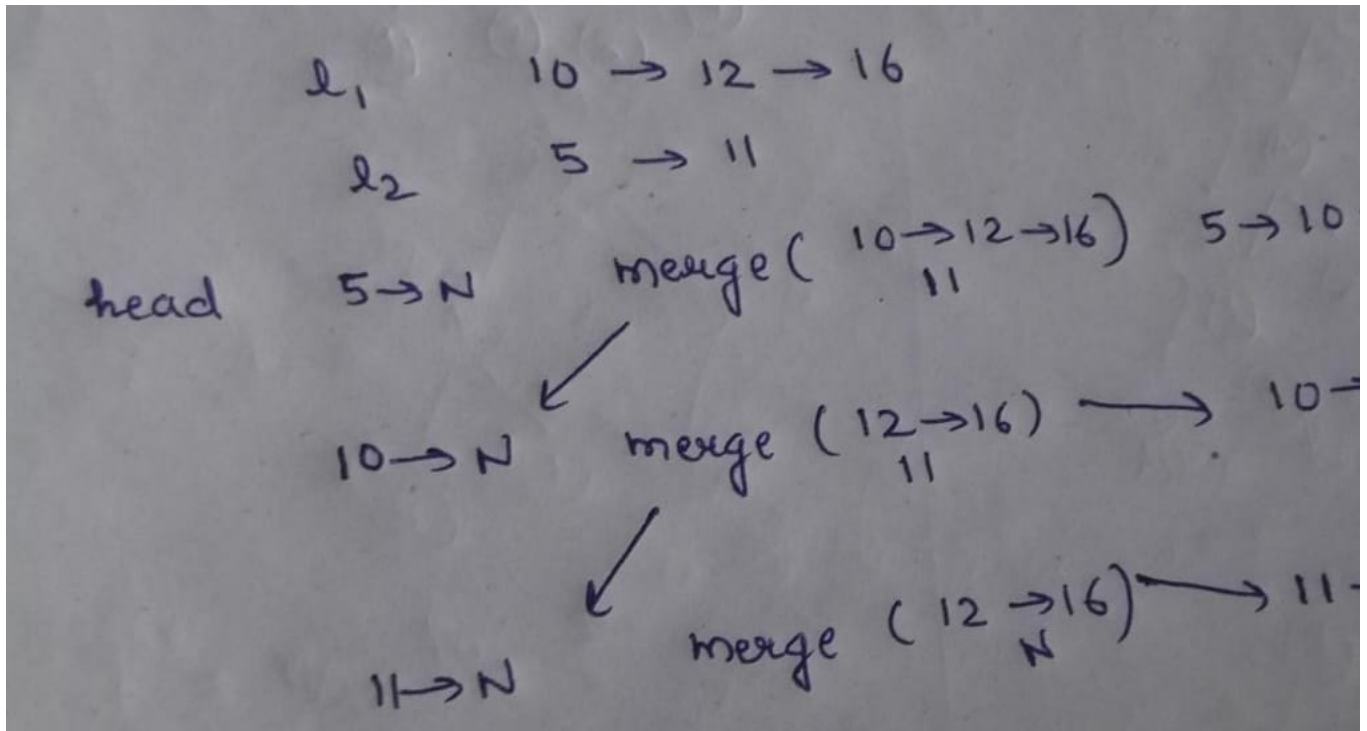 l₁ 10 → 12 → 16
l₂ 5 → 11
head 5 → N merge ( 10 → 12 → 16 ) 5 → 10
11
10 → N merge ( 12 → 16 ) → 10 →
11
11 → N merge ( 12 → 16 ) → 11 -
N